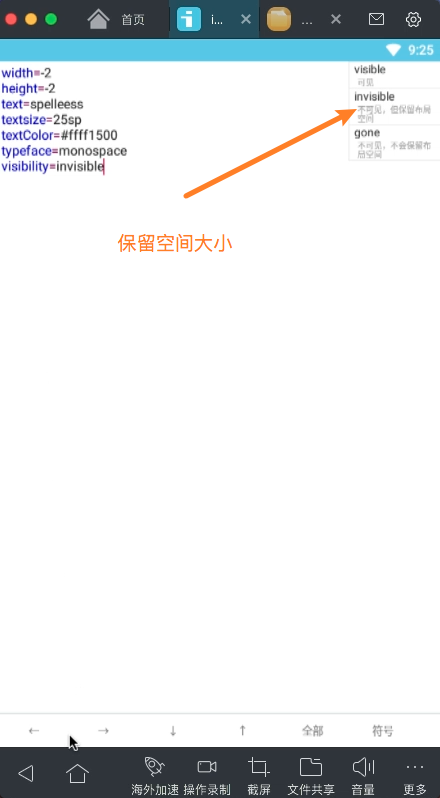 首页
i...
...
9:25
width=-2
height=-2
text=spelleess
textsize=25sp
textColor=#ffff1500
typeface=monospace
visibility=invisible
visible
可见
invisible
不可见，但保留布局
空间
gone
不可见，不会保留布
局空间
保留空间大小
← → ↓ ↑ 全部 符号
海外加速 操作录制 截屏 文件共享 音量 更多